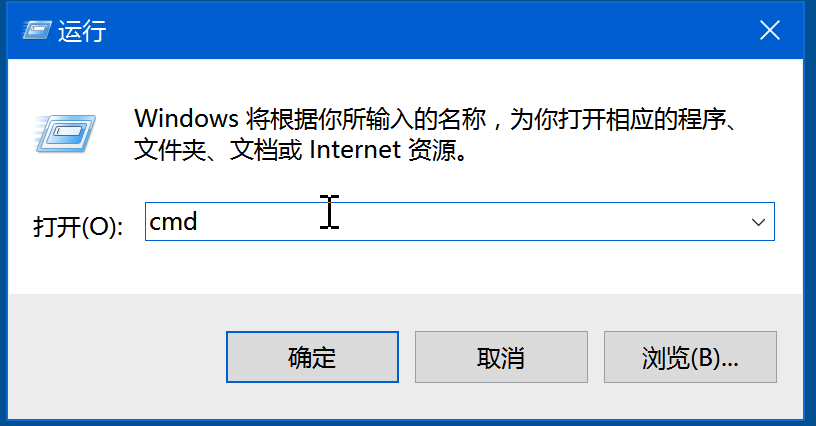 运行
Windows 将根据你所输入的名称，为你打开相应的程序、
文件夹、文档或 Internet 资源。
打开(O): cmd
确定 取消 浏览(B)...